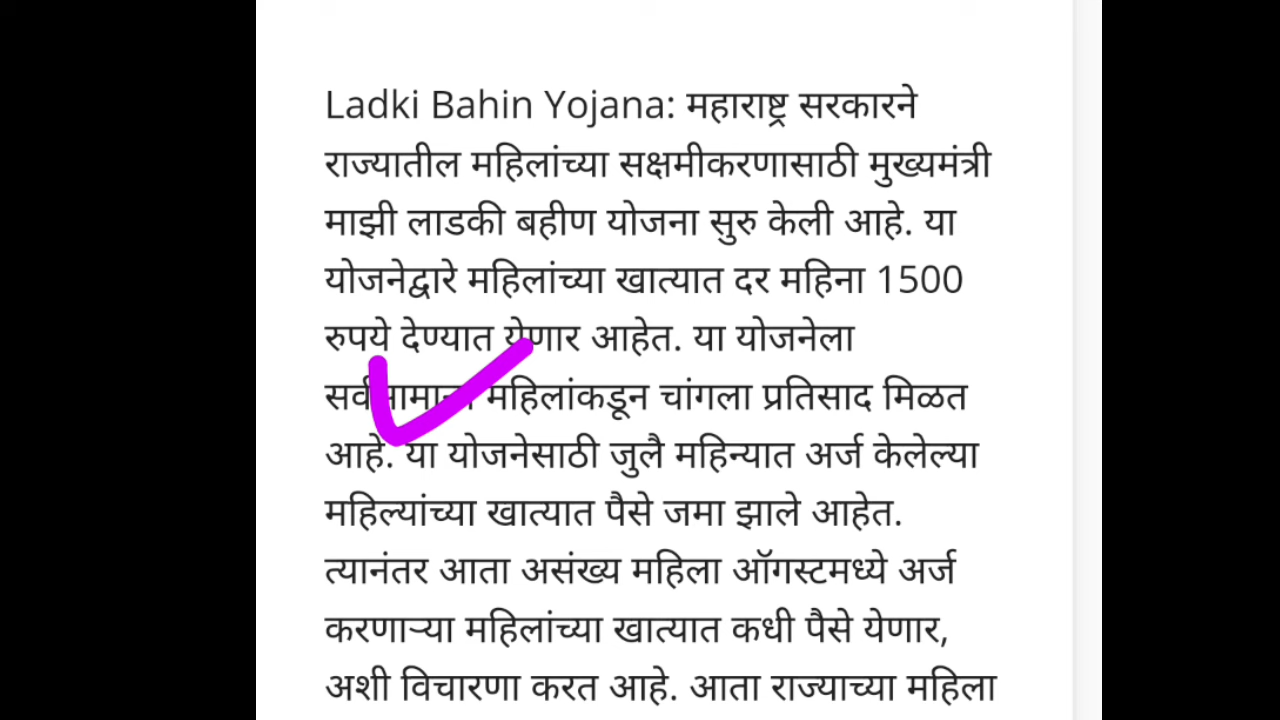 Ladki Bahin Yojana: महाराष्ट्र सरकारने
राज्यातील महिलांच्या सक्षमीकरणासाठी मुख्यमंत्री
माझी लाडकी बहीण योजना सुरु केली आहे. या
योजनेद्वारे महिलांच्या खात्यात दर महिना 1500
रुपये देण्यात येणार आहेत. या योजनेला
सर्वसामान्य महिलांकडून चांगला प्रतिसाद मिळत
आहे. या योजनेसाठी जुलै महिन्यात अर्ज केलेल्या
महिल्यांच्या खात्यात पैसे जमा झाले आहेत.
त्यानंतर आता असंख्य महिला ऑगस्टमध्ये अर्ज
करणाऱ्या महिलांच्या खात्यात कधी पैसे येणार,
अशी विचारणा करत आहे. आता राज्याच्या महिला